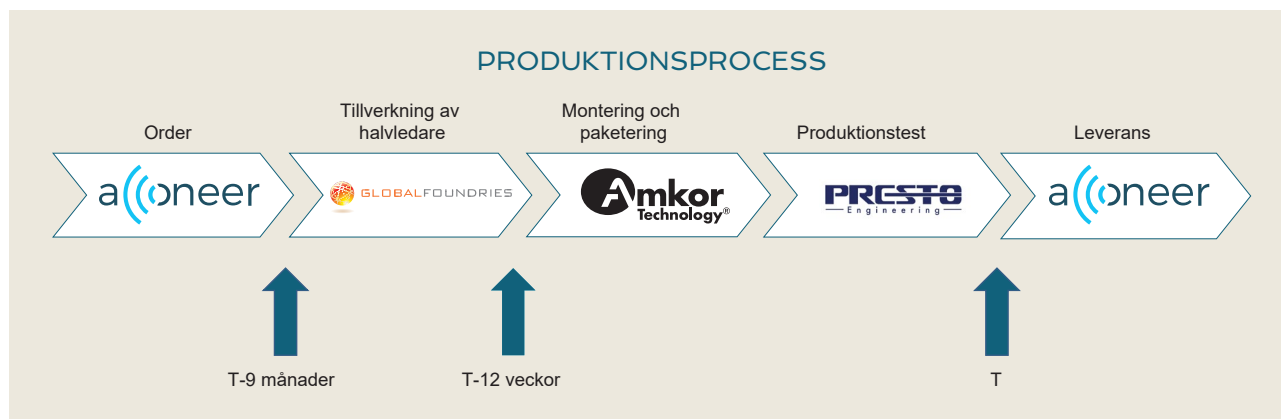 PRODUKTIONSPROCESS
Order
Tillverkning av
halvledare
Montering och
paketering
Produktionstest
Leverans
acconeer
GLOBALFOUNDRIES
Amkor
Technology®
PRESTO
Engineering
acconeer
T-9 månader
T-12 veckor
T